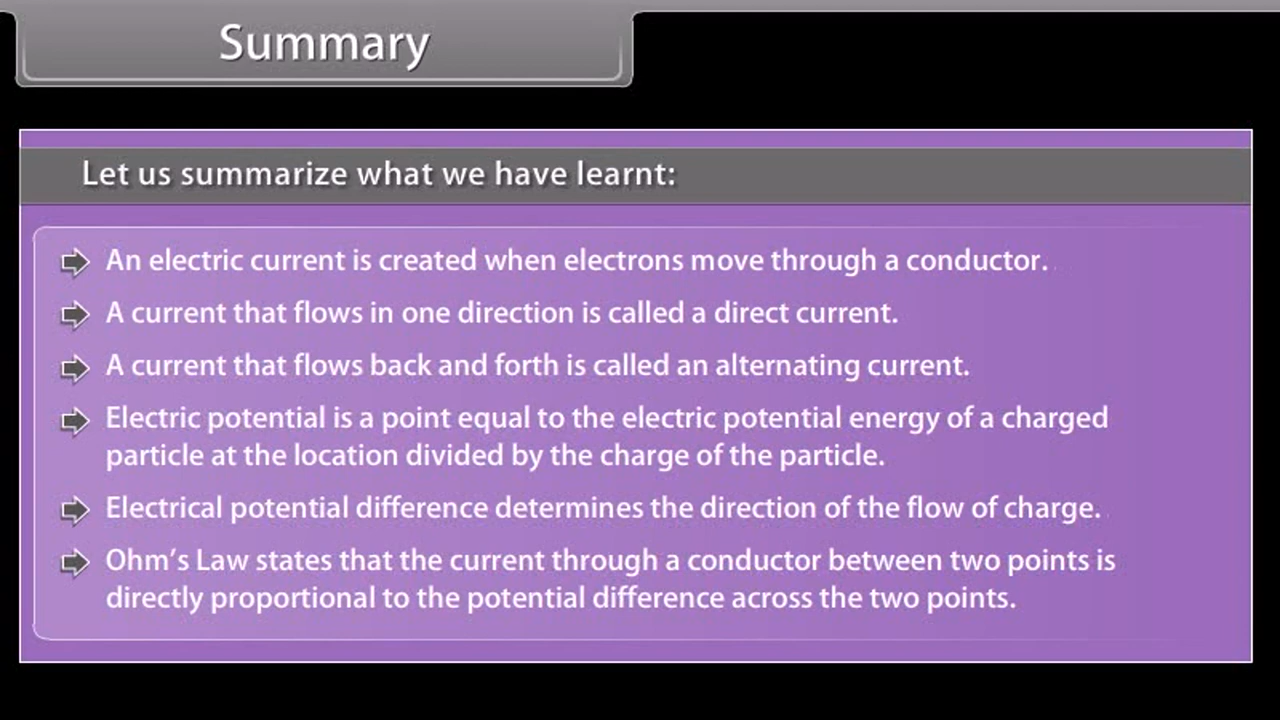 Summary
Let us summarize what we have learnt:
An electric current is created when electrons move through a conductor.
A current that flows in one direction is called a direct current.
A current that flows back and forth is called an alternating current.
Electric potential is a point equal to the electric potential energy of a charged
particle at the location divided by the charge of the particle.
Electrical potential difference determines the direction of the flow of charge.
Ohm's Law states that the current through a conductor between two points is
directly proportional to the potential difference across the two points.